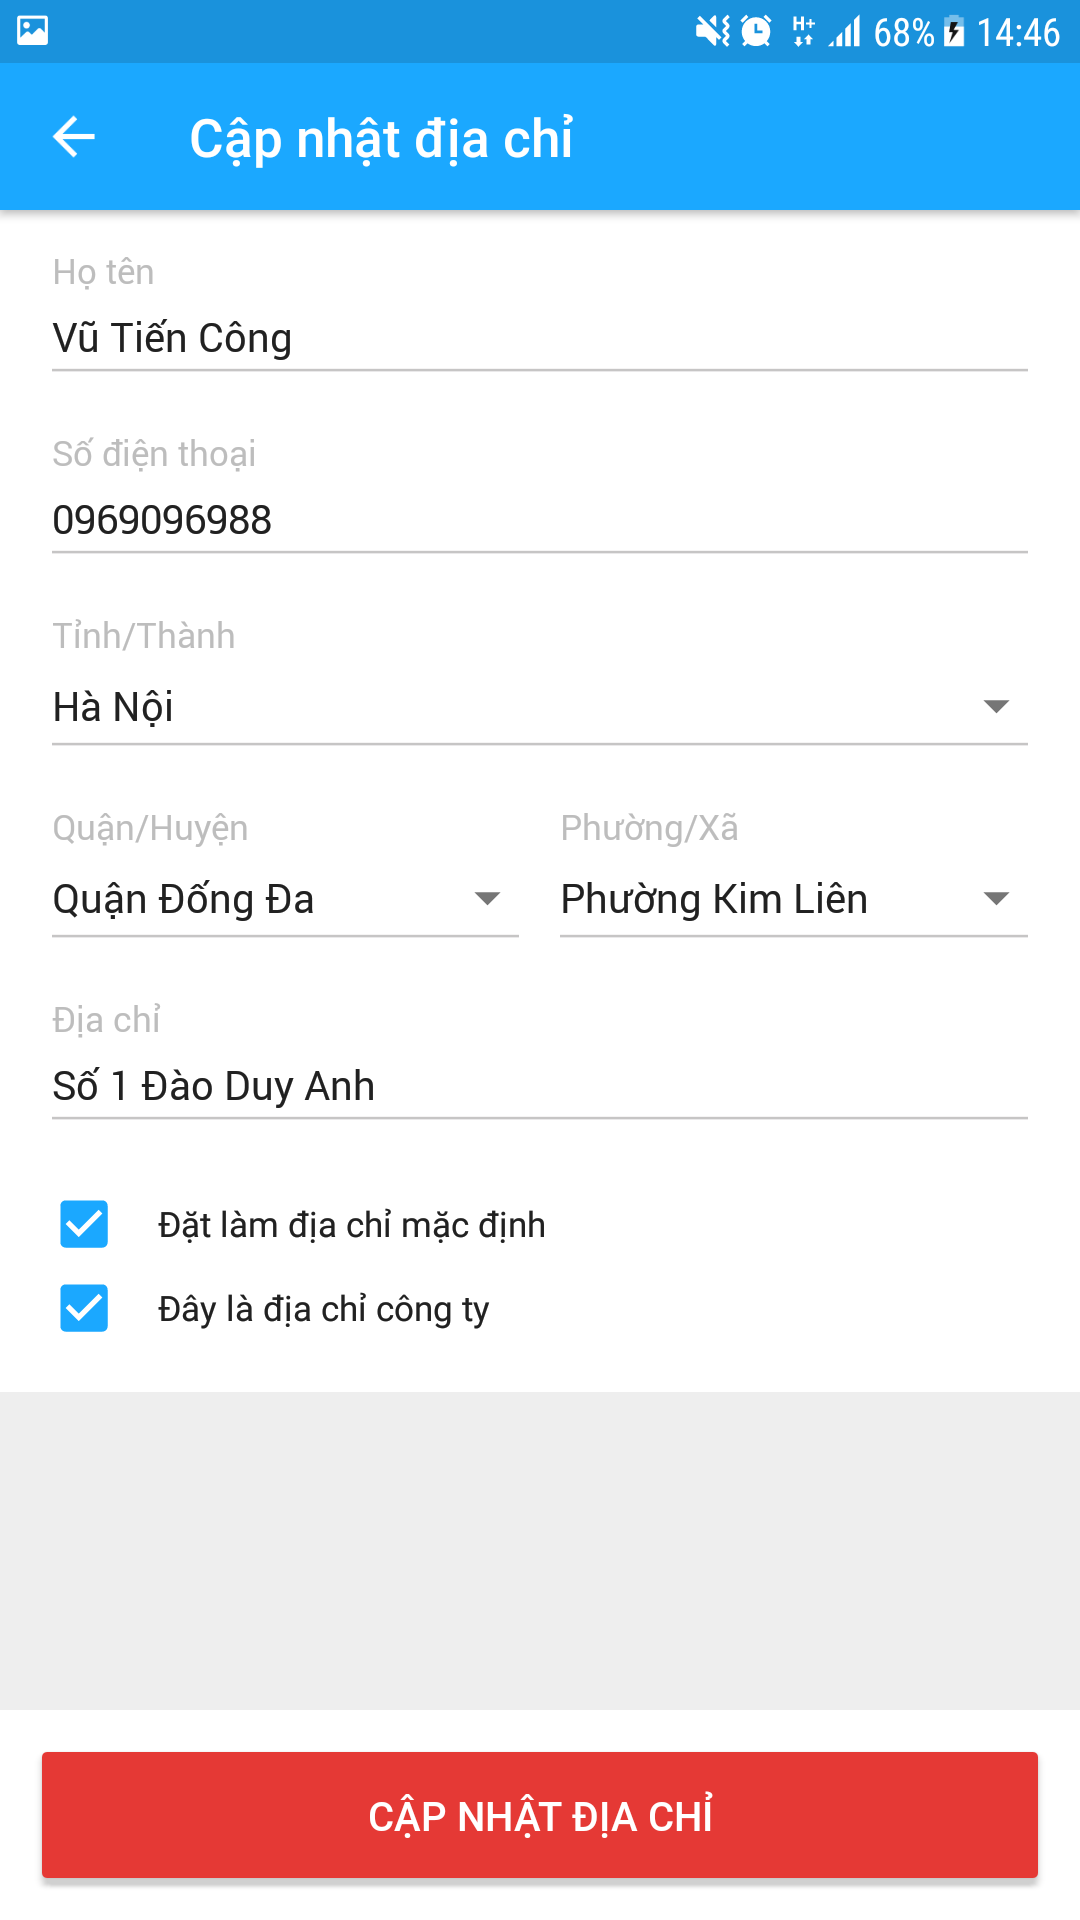 H+ 68% 14:46
Cập nhật địa chỉ
Họ tên
Vũ Tiến Công
Số điện thoại
0969096988
Tỉnh/Thành
Hà Nội
Quận/Huyện Phường/Xã
Quận Đống Đa Phường Kim Liên
Địa chỉ
Số 1 Đào Duy Anh
Đặt làm địa chỉ mặc định
Đây là địa chỉ công ty
CẬP NHẬT ĐỊA CHỈ